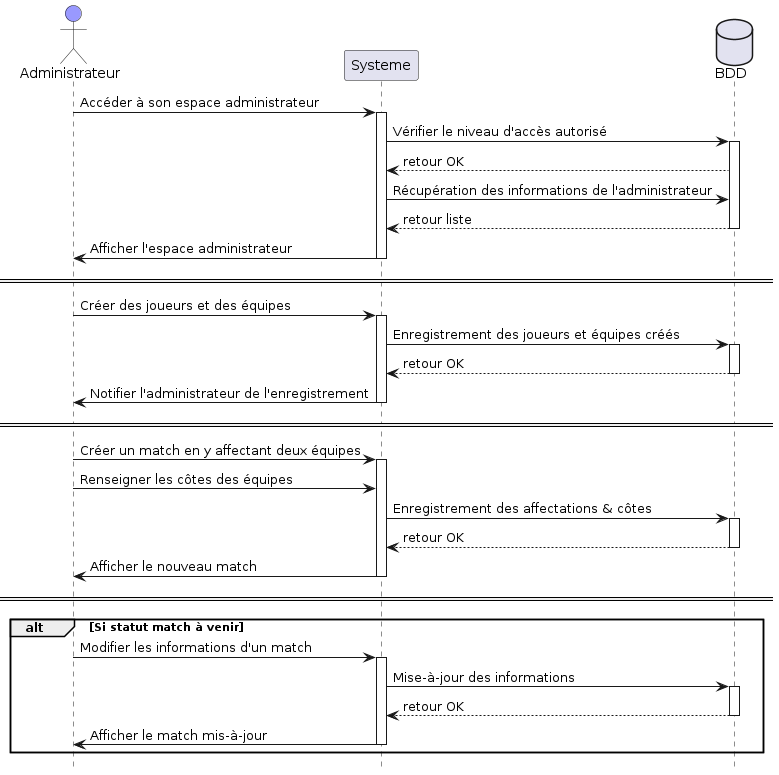 Administrateur
Systeme
BDD
Accéder à son espace administrateur
Vérifier le niveau d'accès autorisé
retour OK
Récupération des informations de l'administrateur
retour liste
Afficher l'espace administrateur
Créer des joueurs et des équipes
Enregistrement des joueurs et équipes créés
retour OK
Notifier l'administrateur de l'enregistrement
Créer un match en y affectant deux équipes
Renseigner les côtes des équipes
Enregistrement des affectations & côtes
retour OK
Afficher le nouveau match
alt [Si statut match à venir]
Modifier les informations d'un match
Mise-à-jour des informations
retour OK
Afficher le match mis-à-jour